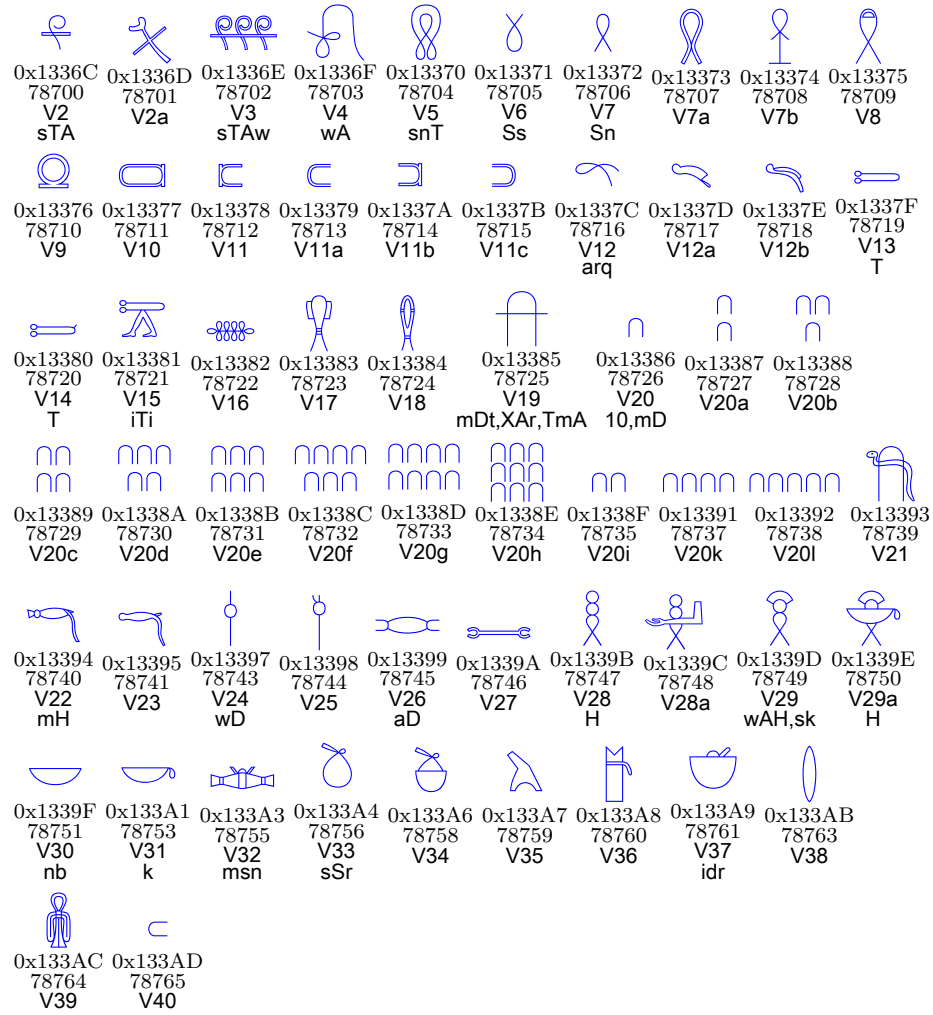 0x1336C 0x1336D 0x1336E 0x1336F 0x13370 0x13371 0x13372 0x13373 0x13374 0x13375
78700 78701 78702 78703 78704 78705 78706 78707 78708 78709
V2 V2a V3 V4 V5 V6 V7 V7a V7b V8
sTA sTAw wA snT Ss Sn
0x13376 0x13377 0x13378 0x13379 0x1337A 0x1337B 0x1337C 0x1337D 0x1337E 0x1337F
78710 78711 78712 78713 78714 78715 78716 78717 78718 78719
V9 V10 V11 V11a V11b V11c V12 V12a V12b V13
arq T
0x13380 0x13381 0x13382 0x13383 0x13384 0x13385 0x13386 0x13387 0x13388
78720 78721 78722 78723 78724 78725 78726 78727 78728
V14 V15 V16 V17 V18 V19 V20 V20a V20b
T iTi mDt,XAr,TmA 10,mD
0x13389 0x1338A 0x1338B 0x1338C 0x1338D 0x1338E 0x1338F 0x13391 0x13392 0x13393
78729 78730 78731 78732 78733 78734 78735 78737 78738 78739
V20c V20d V20e V20f V20g V20h V20i V20k V20l V21
0x13394 0x13395 0x13397 0x13398 0x13399 0x1339A 0x1339B 0x1339C 0x1339D 0x1339E
78740 78741 78743 78744 78745 78746 78747 78748 78749 78750
V22 V23 V24 V25 V26 V27 V28 V28a V29 V29a
mH wD aD H wAH,sk H
0x1339F 0x133A1 0x133A3 0x133A4 0x133A6 0x133A7 0x133A8 0x133A9 0x133AB
78751 78753 78755 78756 78758 78759 78760 78761 78763
V30 V31 V32 V33 V34 V35 V36 V37 V38
nb k msn sSr idr
0x133AC 0x133AD
78764 78765
V39 V40